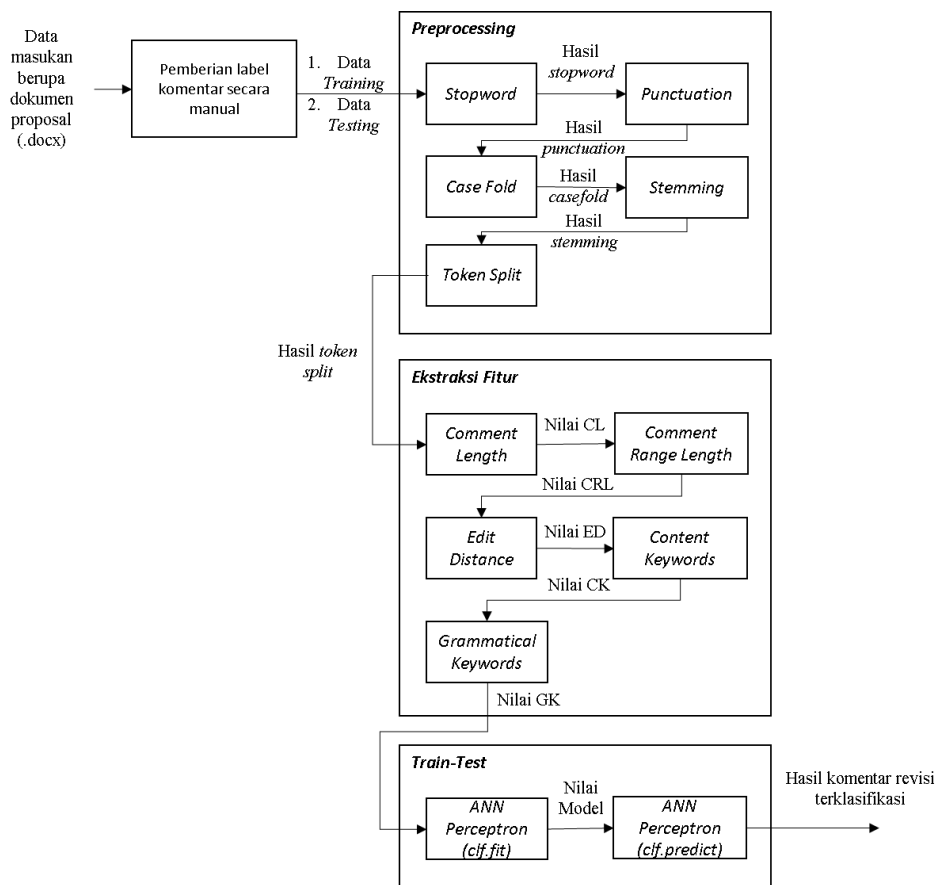 Data
masukan
berupa
dokumen
proposal
(.docx)
Pemberian label
komentar secara
manual
1. Data
Training
2. Data
Testing
Preprocessing
Stopword
Hasil
stopword
Punctuation
Hasil
punctuation
Case Fold
Hasil
casefold
Stemming
Hasil
stemming
Token Split
Hasil token
split
Ekstraksi Fitur
Comment
Length
Nilai CL
Comment
Range Length
Nilai CRL
Edit
Distance
Nilai ED
Content
Keywords
Nilai CK
Grammatical
Keywords
Nilai GK
Train-Test
ANN
Perceptron
(clf.fit)
Nilai
Model
ANN
Perceptron
(clf.predict)
Hasil komentar revisi
terklasifikasi